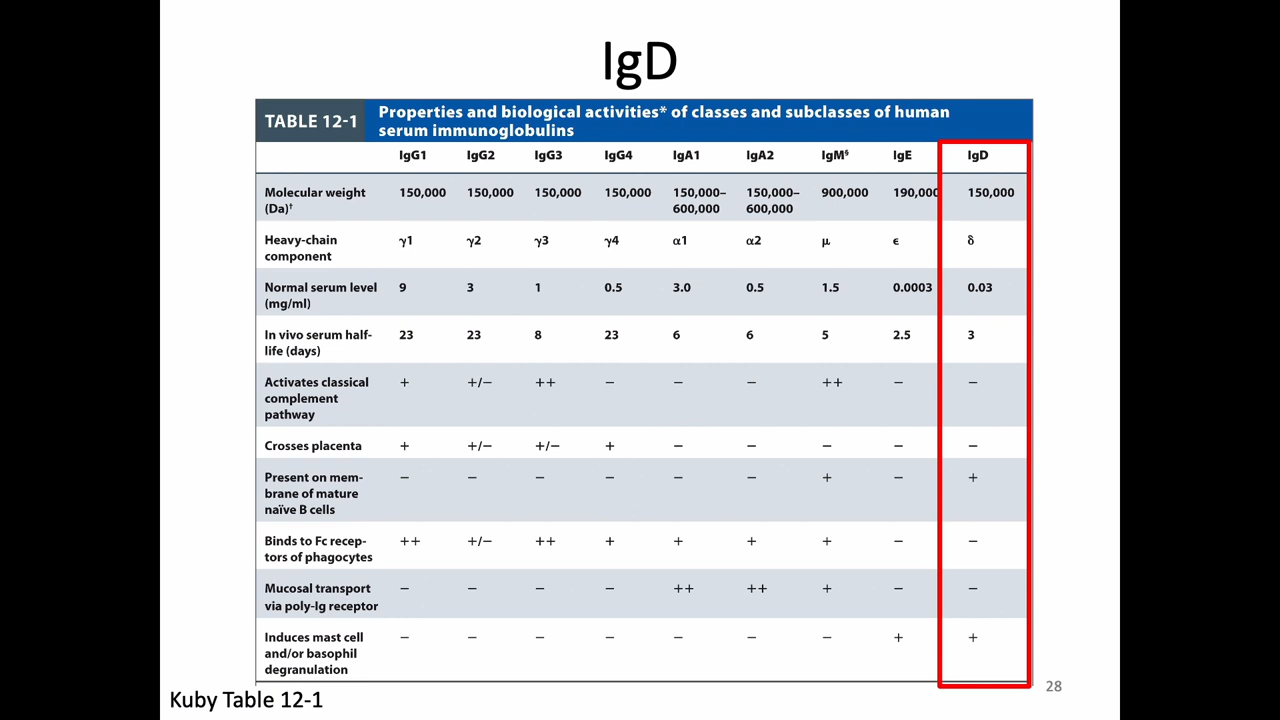 IgD
TABLE 12-1
Properties and biological activities* of classes and subclasses of human
serum immunoglobulins
IgG1 IgG2 IgG3 IgG4 IgA1 IgA2 IgM§ IgE IgD
Molecular weight 150,000 150,000 150,000 150,000 150,000– 150,000– 900,000 190,000 150,000
(Da)† 600,000 600,000
Heavy-chain γ1 γ2 γ3 γ4 α1 α2 μ ϵ δ
component
Normal serum level 9 3 1 0.5 3.0 0.5 1.5 0.0003 0.03
(mg/ml)
In vivo serum half- 23 23 8 23 6 6 5 2.5 3
life (days)
Activates classical + +/− ++ − − − ++ − −
complement
pathway
Crosses placenta + +/− +/− + − − − − −
Present on mem- − − − − − − + − +
brane of mature
naïve B cells
Binds to Fc recep- ++ +/− ++ + + + + − −
tors of phagocytes
Mucosal transport − − − − ++ ++ + − −
via poly-Ig receptor
Induces mast cell − − − − − − − + +
and/or basophil
degranulation
Kuby Table 12-1
28